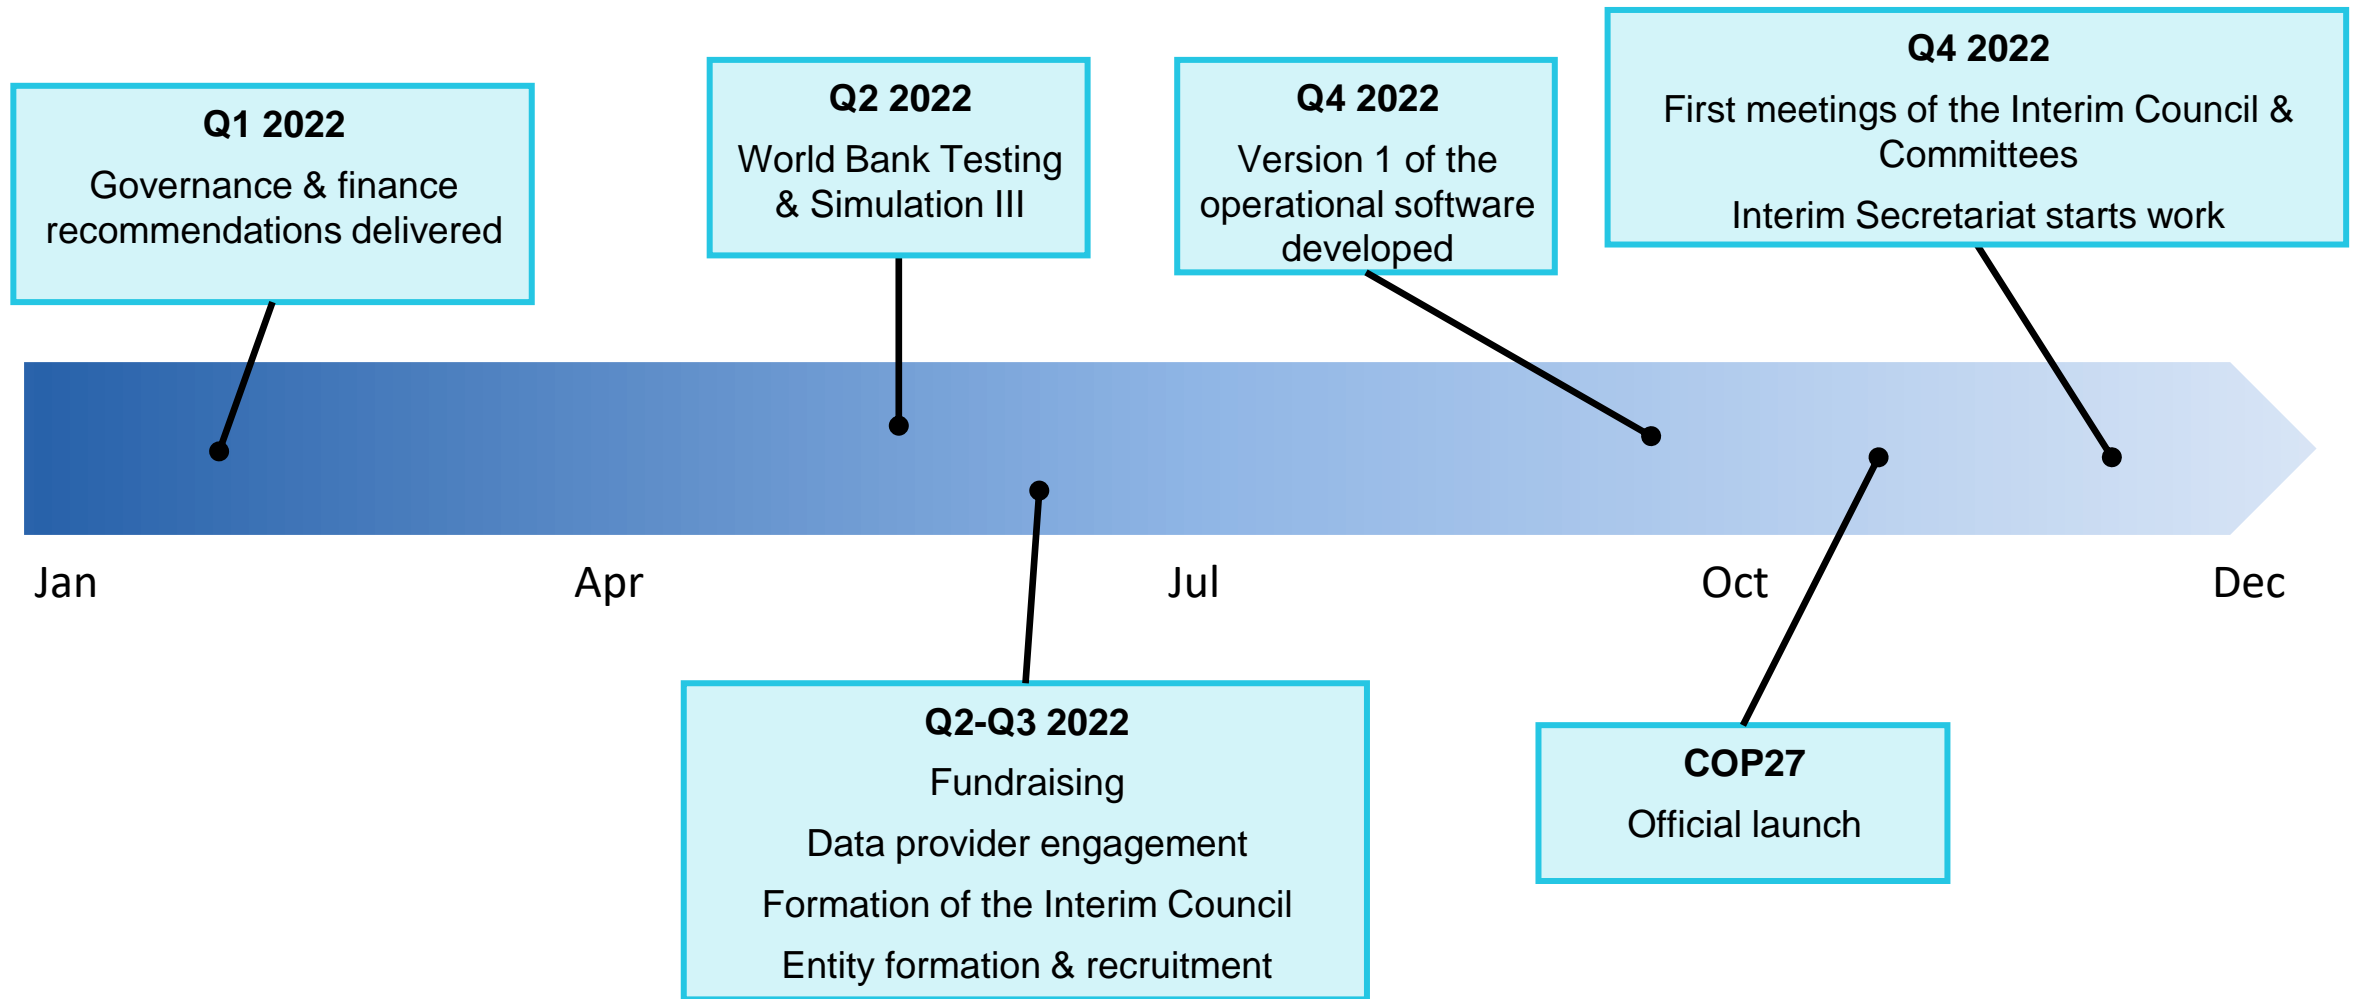 Q1 2022
Governance & finance
recommendations delivered
Q2 2022
World Bank Testing
& Simulation III
Q4 2022
Version 1 of the
operational software
developed
Q4 2022
First meetings of the Interim Council &
Committees
Interim Secretariat starts work
Jan
Apr
Jul
Oct
Dec
Q2-Q3 2022
Fundraising
Data provider engagement
Formation of the Interim Council
Entity formation & recruitment
COP27
Official launch